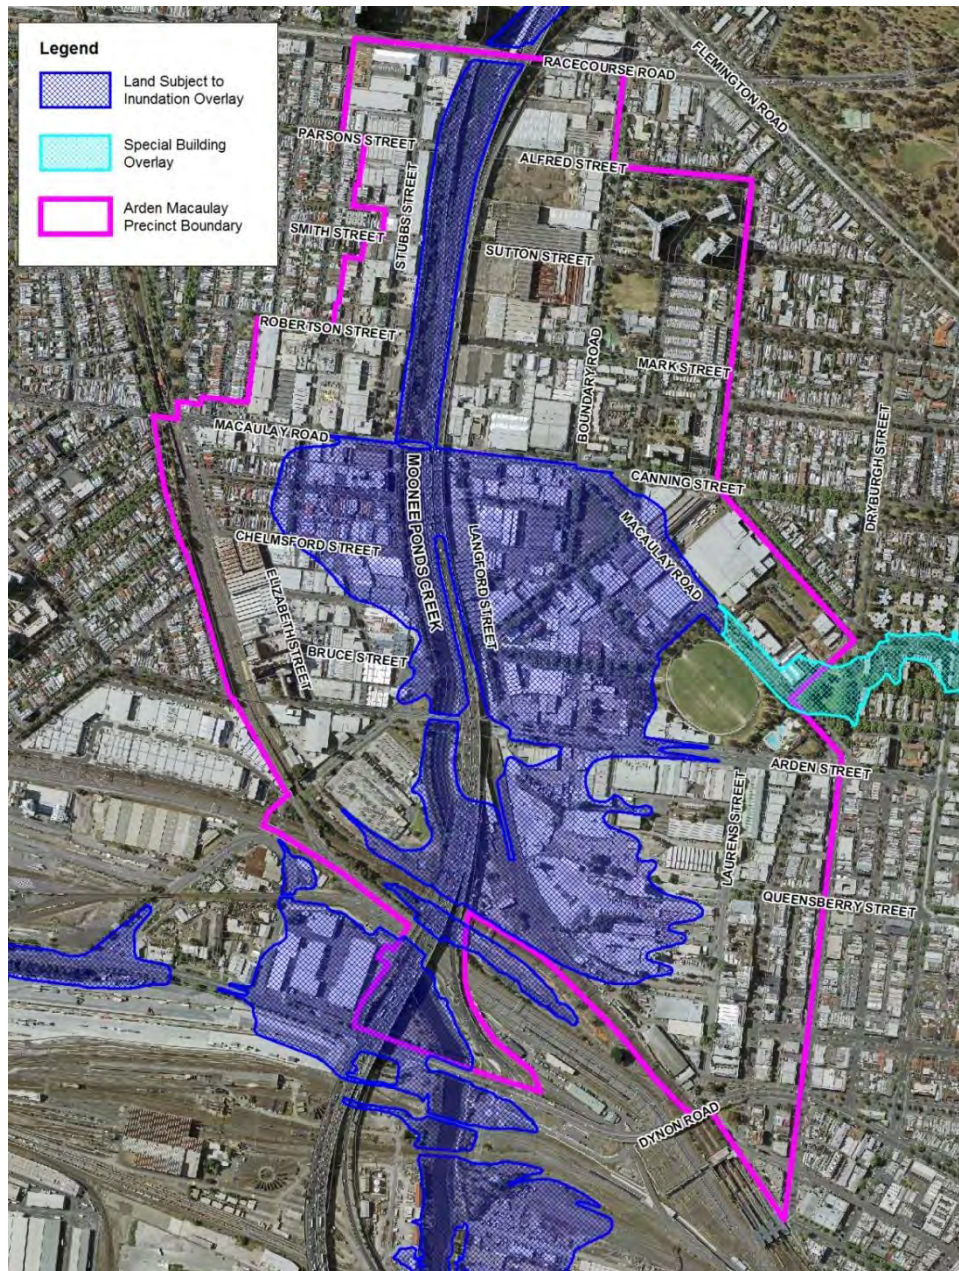 Legend
Land Subject to
Inundation Overlay
Special Building
Overlay
Arden Macaulay
Precinct Boundary
RACECOURSE ROAD
FLEMINGTON ROAD
PARSONS STREET
ALFRED STREET
STUBBS STREET
SMITH STREET
SUTTON STREET
ROBERTSON STREET
BOUNDARY ROAD
MARK STREET
MACAULAY ROAD
DRYBURGH STREET
CANNING STREET
MOONEE PONDS CREEK
MACAULAY ROAD
LANGFORD STREET
CHELMSFORD STREET
ELIZABETH STREET
BRUCE STREET
ARDEN STREET
LAURENS STREET
QUEENSBERRY STREET
DYNON ROAD